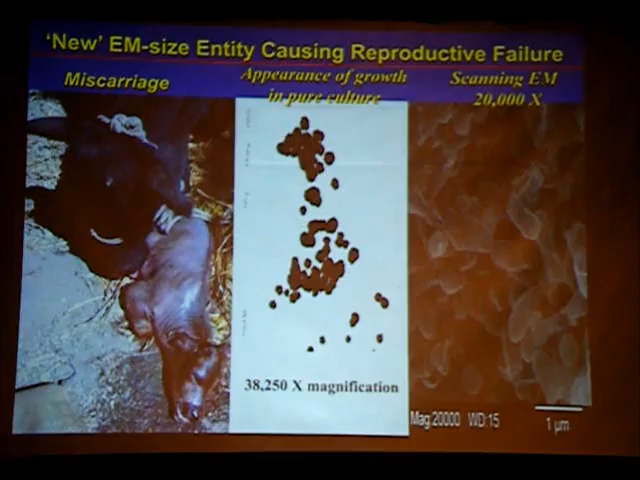 'New' EM-size Entity Causing Reproductive Failure
Miscarriage
Appearance of growth
in pure culture
Scanning EM
20,000 X
38,250 X magnification
Mag:20000 WD:15
1 µm